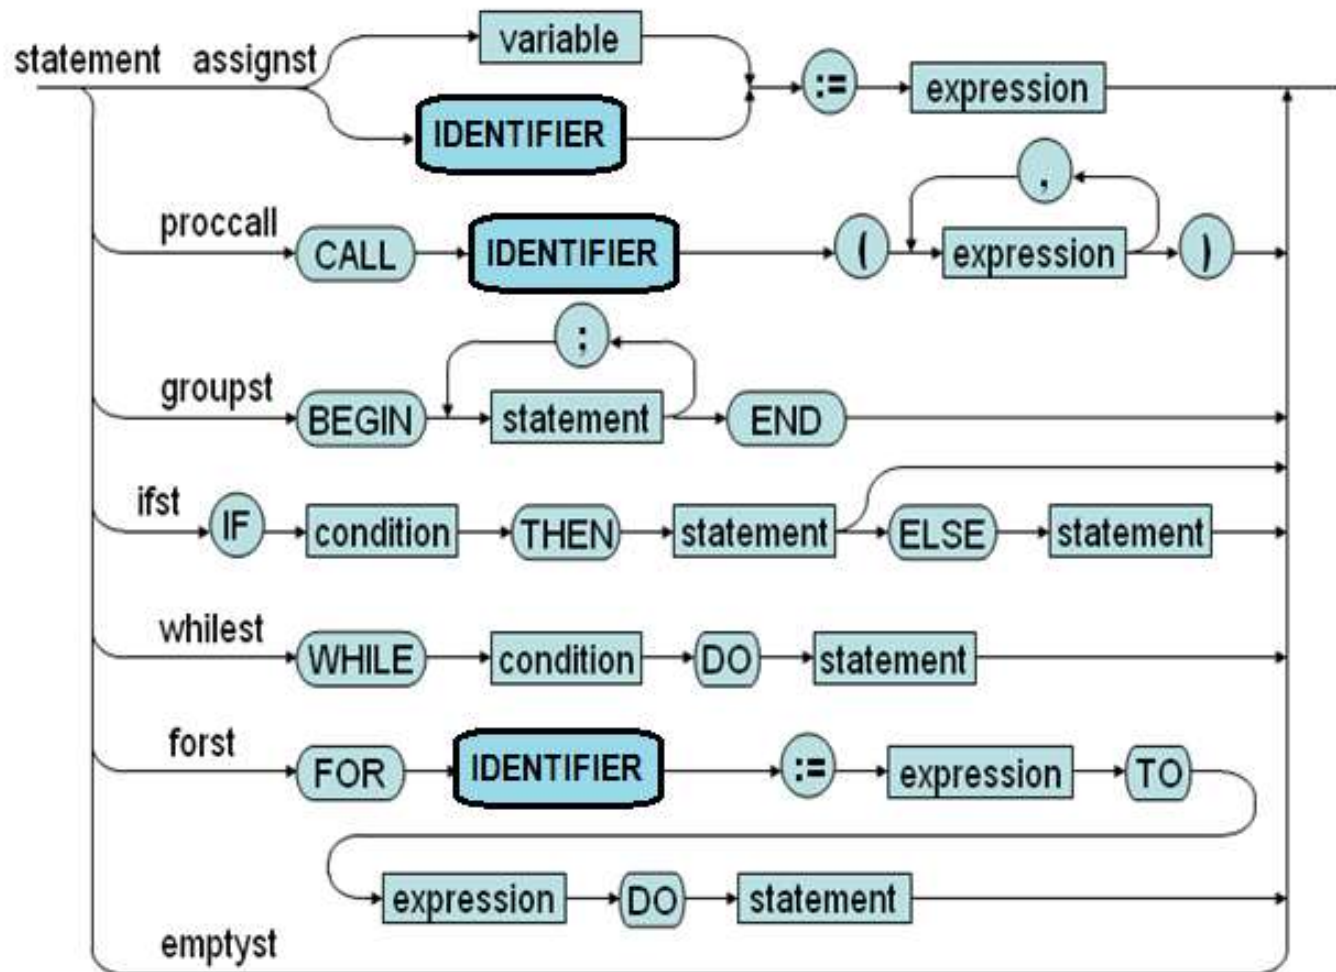 statement assignst variable := expression
IDENTIFIER
proccall CALL IDENTIFIER ( , expression )
groupst BEGIN ; statement END
ifst IF condition THEN statement ELSE statement
whilest WHILE condition DO statement
forst FOR IDENTIFIER := expression TO
expression DO statement
emptyst